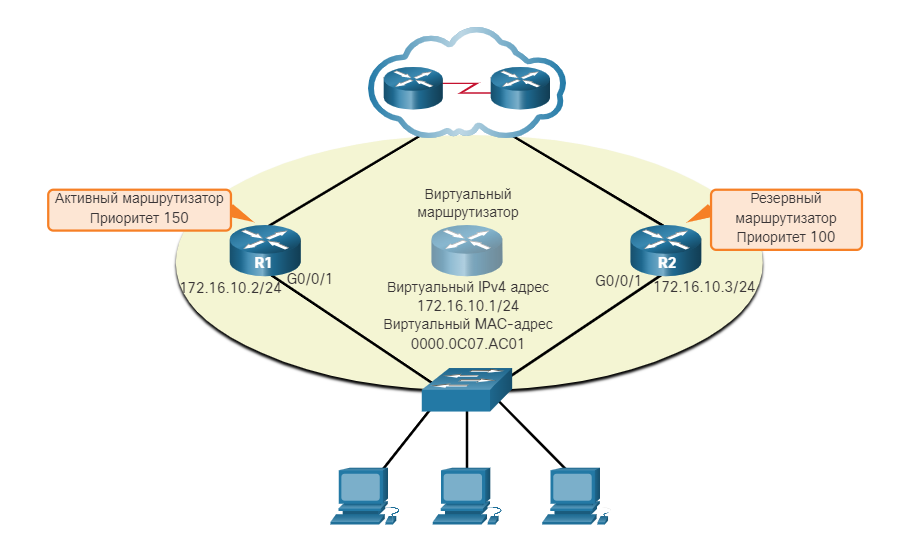 Активный маршрутизатор
Приоритет 150
Виртуальный
маршрутизатор
Резервный
маршрутизатор
Приоритет 100
R1
R2
172.16.10.2/24
G0/0/1
Виртуальный IPv4 адрес
172.16.10.1/24
Виртуальный MAC-адрес
0000.0C07.AC01
G0/0/1
172.16.10.3/24